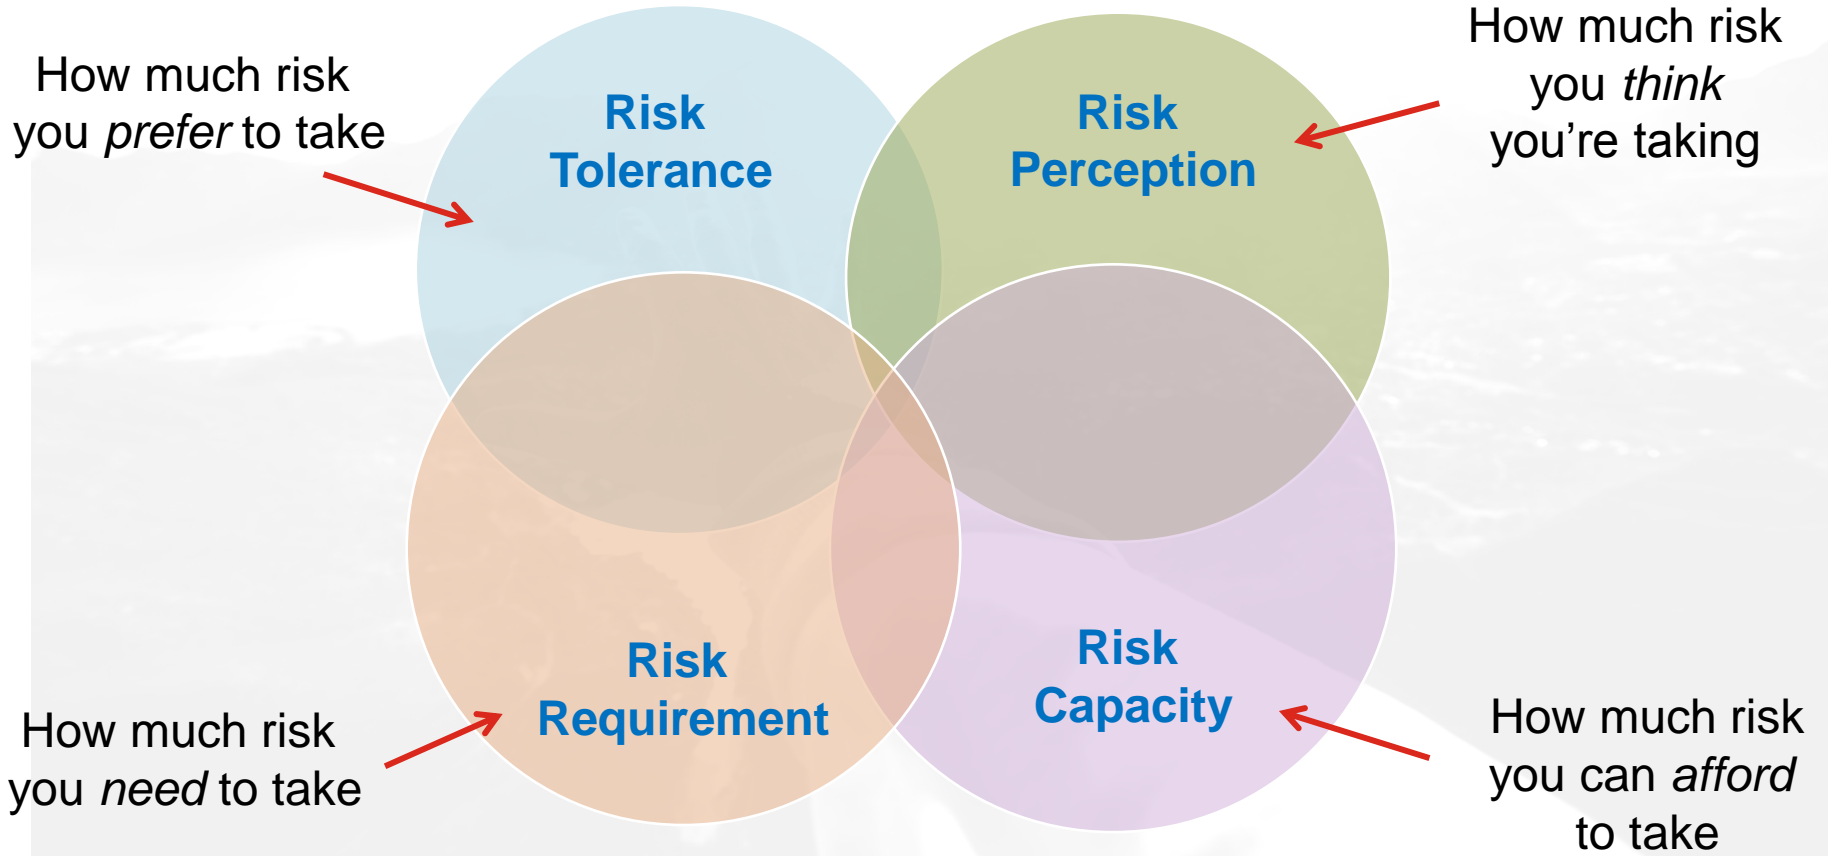 How much risk
you prefer to take
Risk
Tolerance
Risk
Perception
How much risk
you think
you’re taking
How much risk
you need to take
Risk
Requirement
Risk
Capacity
How much risk
you can afford
to take